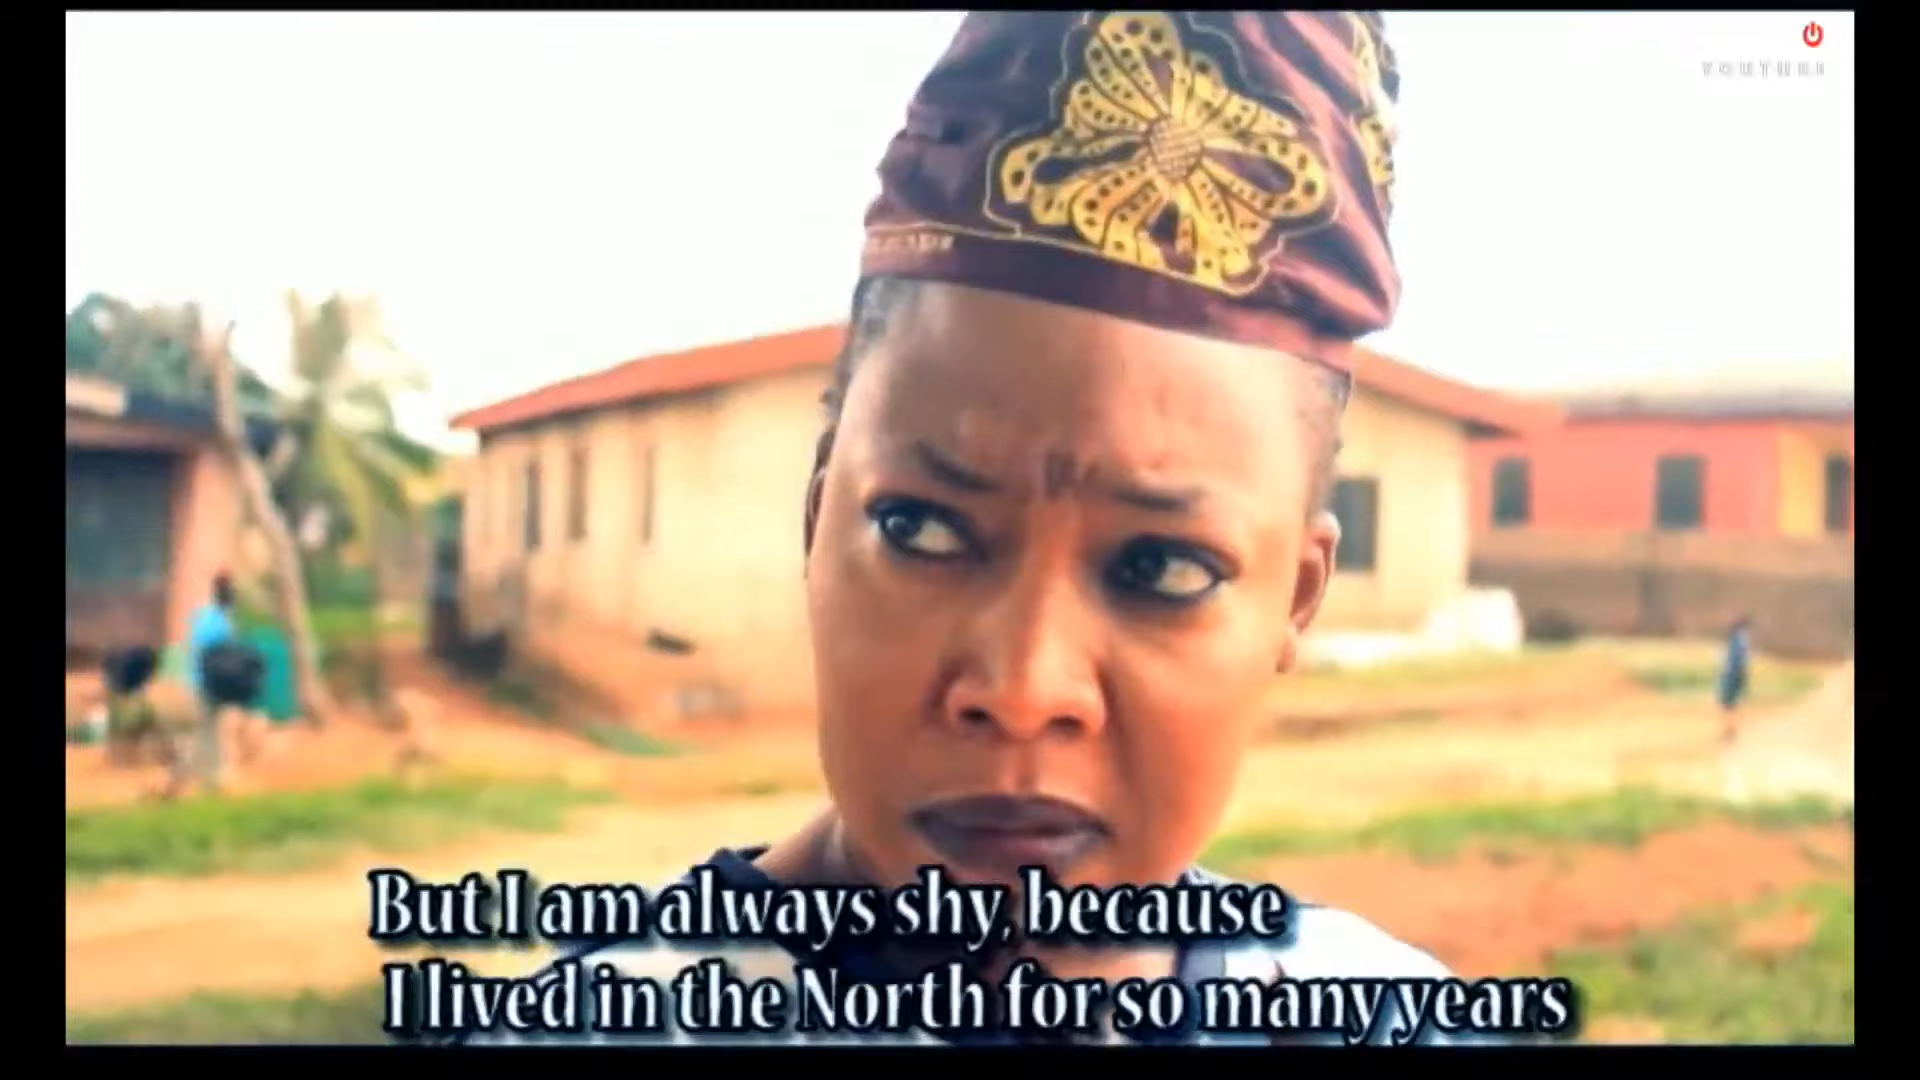 But I am always shy, because
I lived in the North for so many years